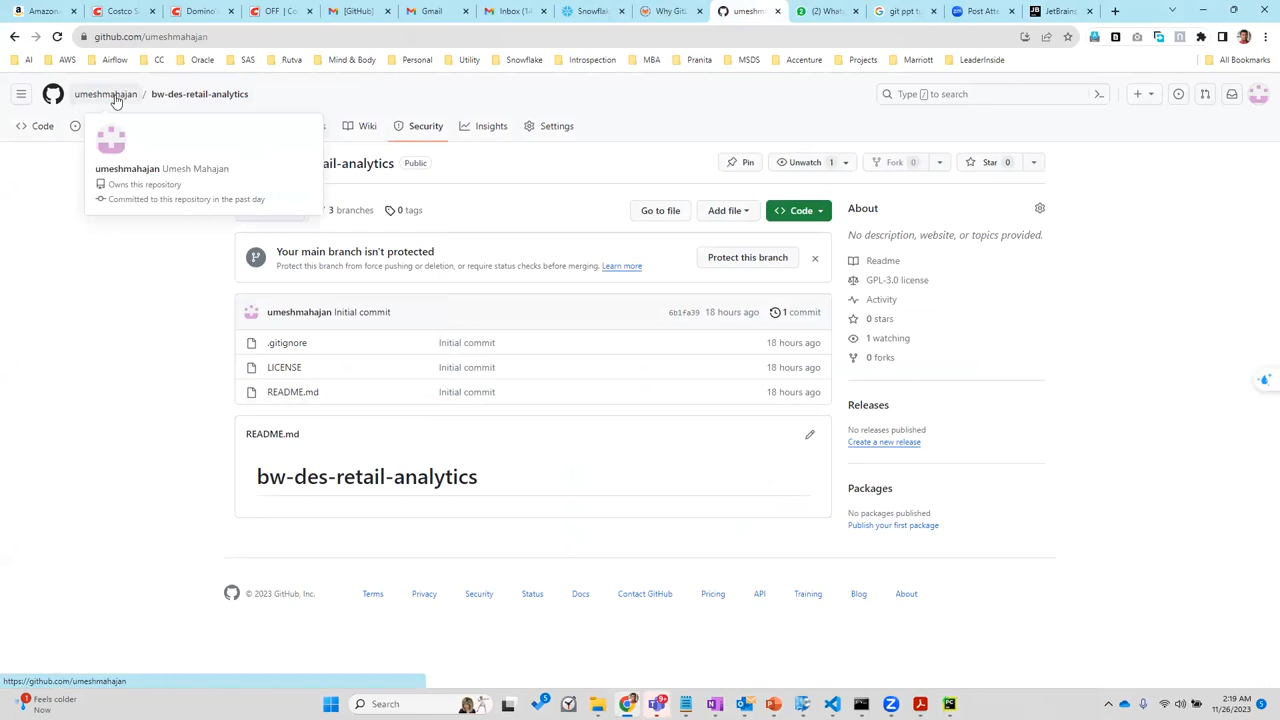 Amazon.
Costco S
Costco
Domino'
OFF | Co
[GitHub]
Gmail
Inbox (1
Snowflake
Why Git
umeshm
(2) What
git ppt t
Post Atte
JetBrains
github.com/umeshmahajan
AI AWS Airflow CC Oracle SAS Rutva Mind & Body Personal Utility Snowflake Introspection MBA Pranita MSDS Accenture Projects Marriott LeaderInside All Bookmarks
umeshmahajan / bw-des-retail-analytics
Type / to search
Code Wiki Security Insights Settings
umeshmahajan Umesh Mahajan
Owns this repository
Committed to this repository in the past day
ail-analytics Public
Pin Unwatch 1 Fork 0 Star 0
3 branches 0 tags
Go to file Add file Code
Your main branch isn't protected
Protect this branch from force pushing or deletion, or require status checks before merging. Learn more
Protect this branch
umeshmahajan Initial commit 6b1fa39 18 hours ago 1 commit
.gitignore Initial commit 18 hours ago
LICENSE Initial commit 18 hours ago
README.md Initial commit 18 hours ago
README.md
bw-des-retail-analytics
About
No description, website, or topics provided.
Readme
GPL-3.0 license
Activity
0 stars
1 watching
0 forks
Releases
No releases published
Create a new release
Packages
No packages published
Publish your first package
© 2023 GitHub, Inc. Terms Privacy Security Status Docs Contact GitHub Pricing API Training Blog About
https://github.com/umeshmahajan
1
Feels colder
Now
Search
5
9+
2:19 AM
11/26/2023